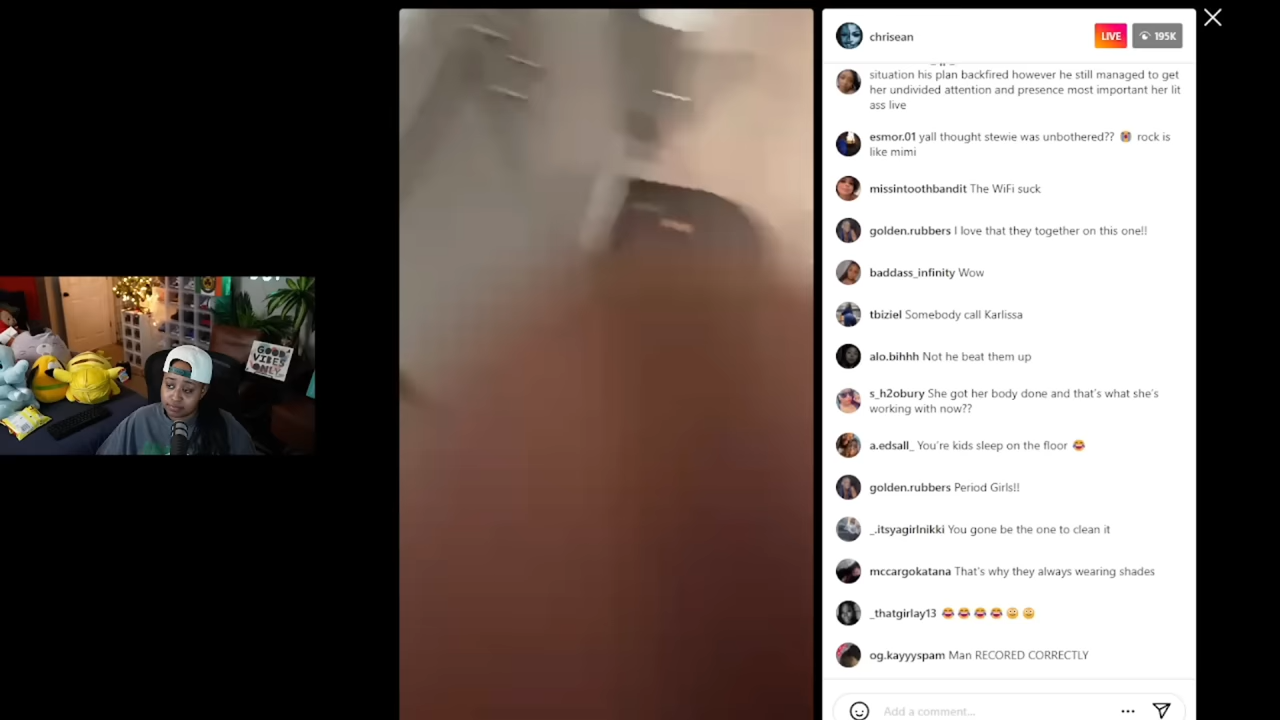 chrisean
LIVE
195K
situation his plan backfired however he still managed to get
her undivided attention and presence most important her lit
ass live
esmor.01 yall thought stewie was unbothered?? rock is
like mimi
missintoothbandit The WiFi suck
golden.rubbers I love that they together on this one!!
baddass_infinity Wow
tbiziel Somebody call Karlissa
alo.bihhh Not he beat them up
s_h2obury She got her body done and that's what she's
working with now??
a.edsall_ You're kids sleep on the floor 😂
golden.rubbers Period Girls!!
_.itsyagirlnikki You gone be the one to clean it
mccargokatana That's why they always wearing shades
_thatgirlay13 😂😂😂😂
og.kayyyspam Man RECORED CORRECTLY
Add a comment...
GOOD
VIBES
ONLY